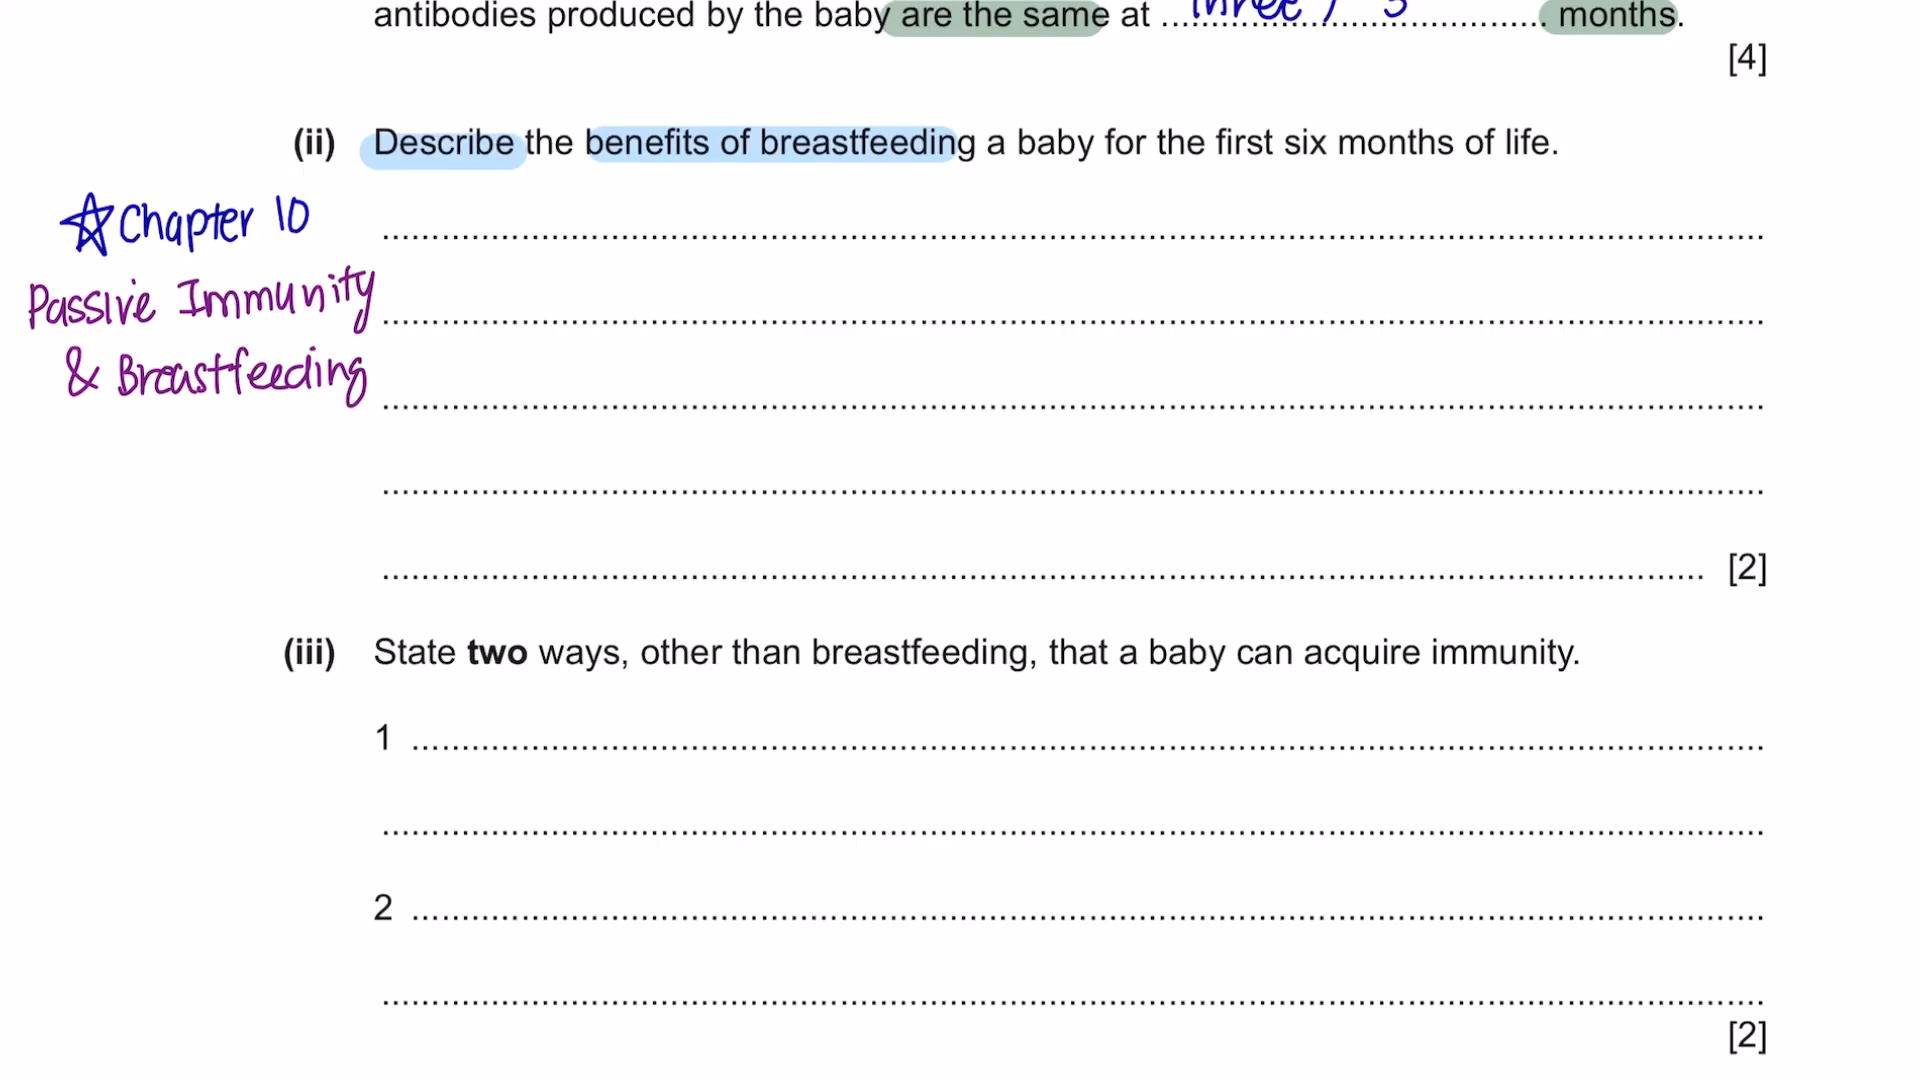 antibodies produced by the baby are the same at three / 3 months.
[4]
(ii) Describe the benefits of breastfeeding a baby for the first six months of life.
☆ Chapter 10
Passive Immunity
& Breastfeeding
[2]
(iii) State two ways, other than breastfeeding, that a baby can acquire immunity.
1
2
[2]